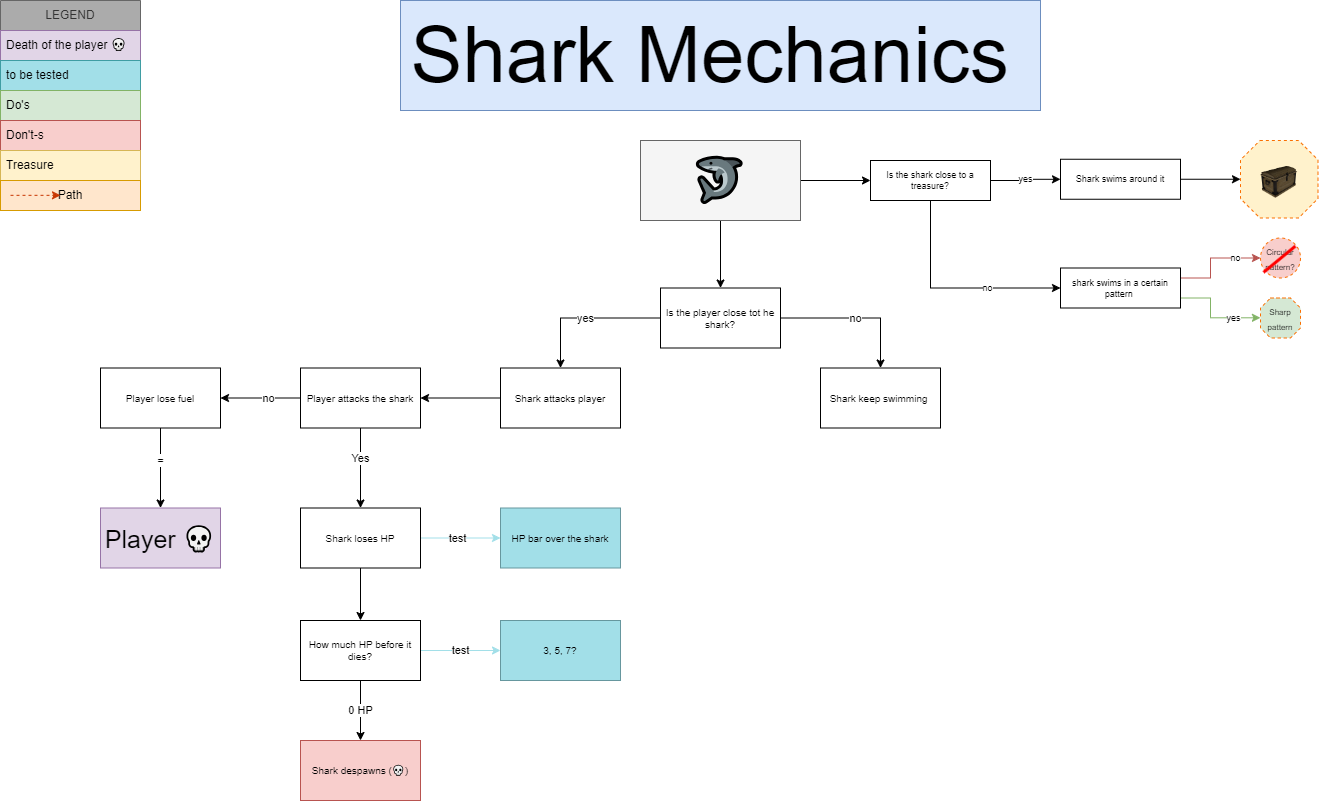 LEGEND
Death of the player 💀
to be tested
Do's
Don't-s
Treasure
Path
Shark Mechanics
Is the shark close to a
treasure?
yes
Shark swims around it
no
shark swims in a certain
pattern
no
Circular
pattern?
yes
Sharp
pattern
Is the player close tot he
shark?
yes
no
Player lose fuel
no
Player attacks the shark
Shark attacks player
Shark keep swimming
=
Yes
Player 💀
Shark loses HP
test
HP bar over the shark
How much HP before it
dies?
test
3, 5, 7?
0 HP
Shark despawns (💀)